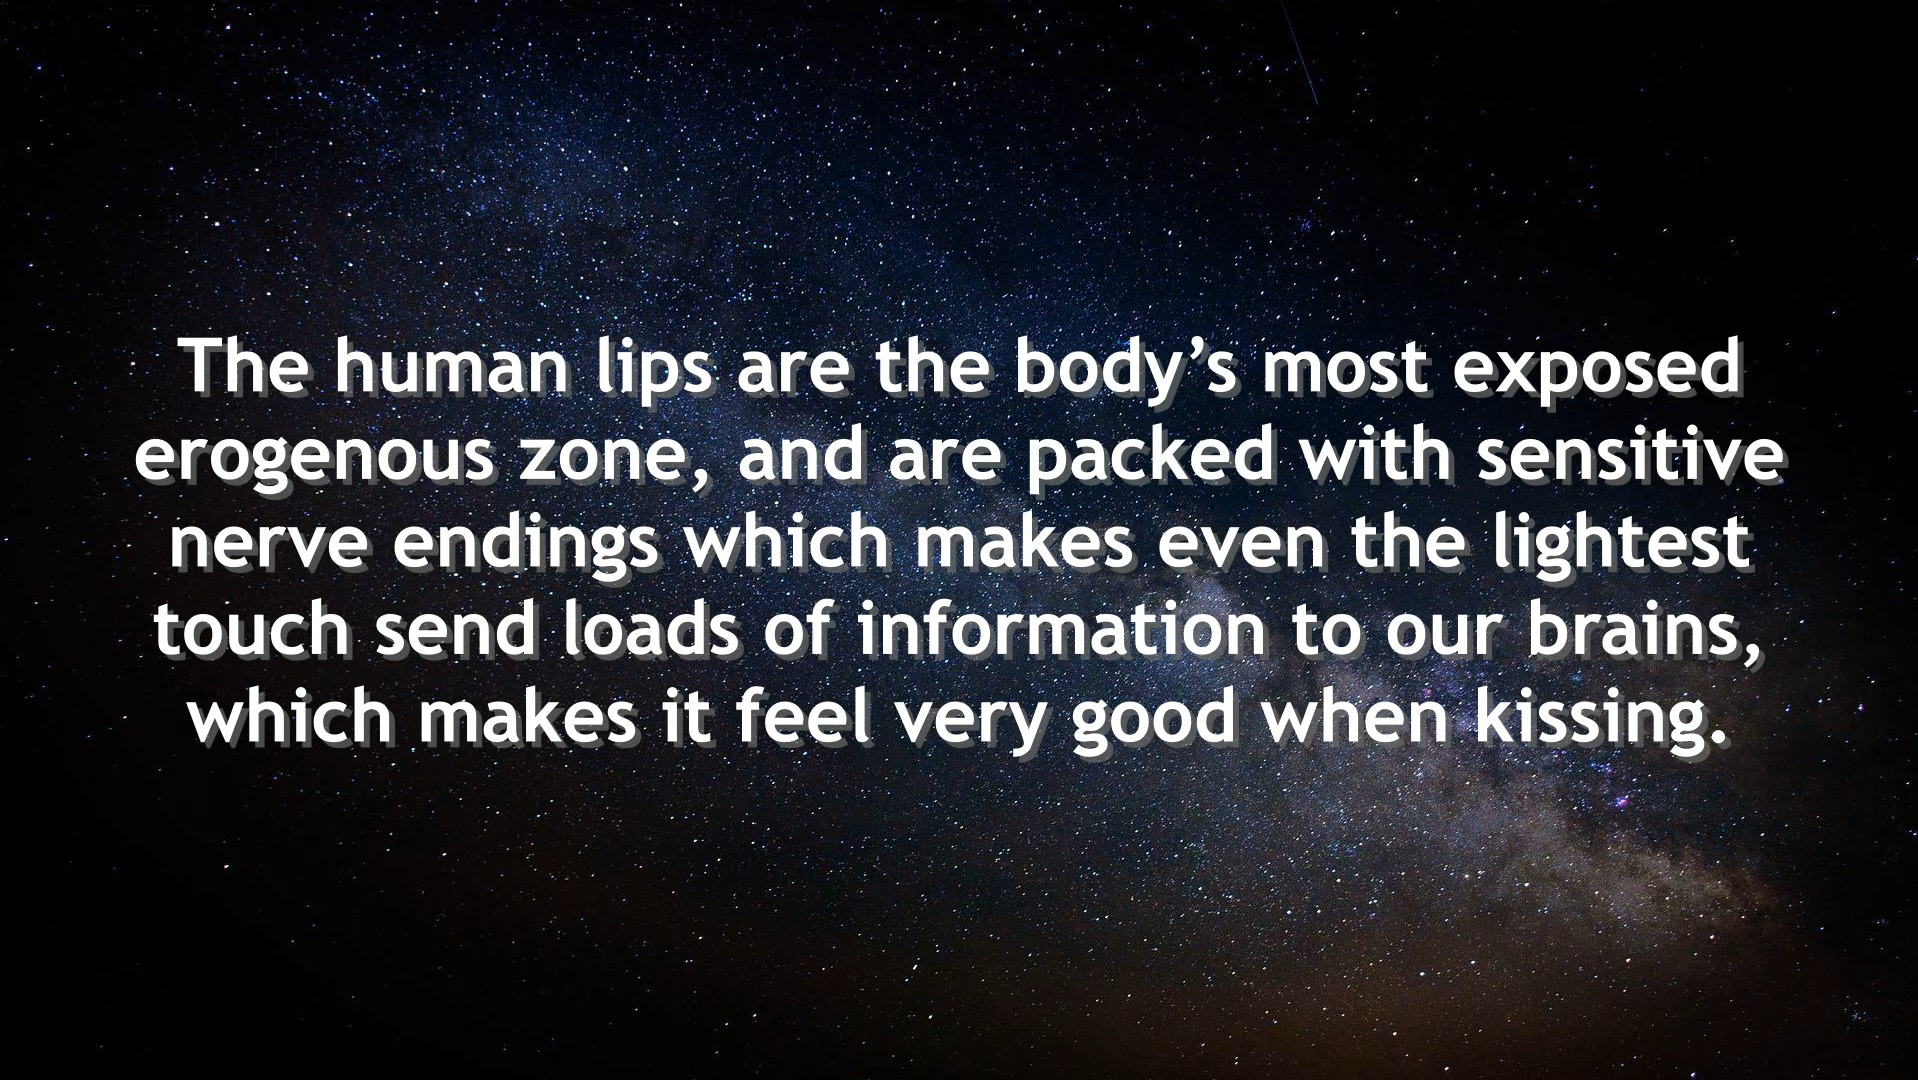 The human lips are the body’s most exposed
erogenous zone, and are packed with sensitive
nerve endings which makes even the lightest
touch send loads of information to our brains,
which makes it feel very good when kissing.